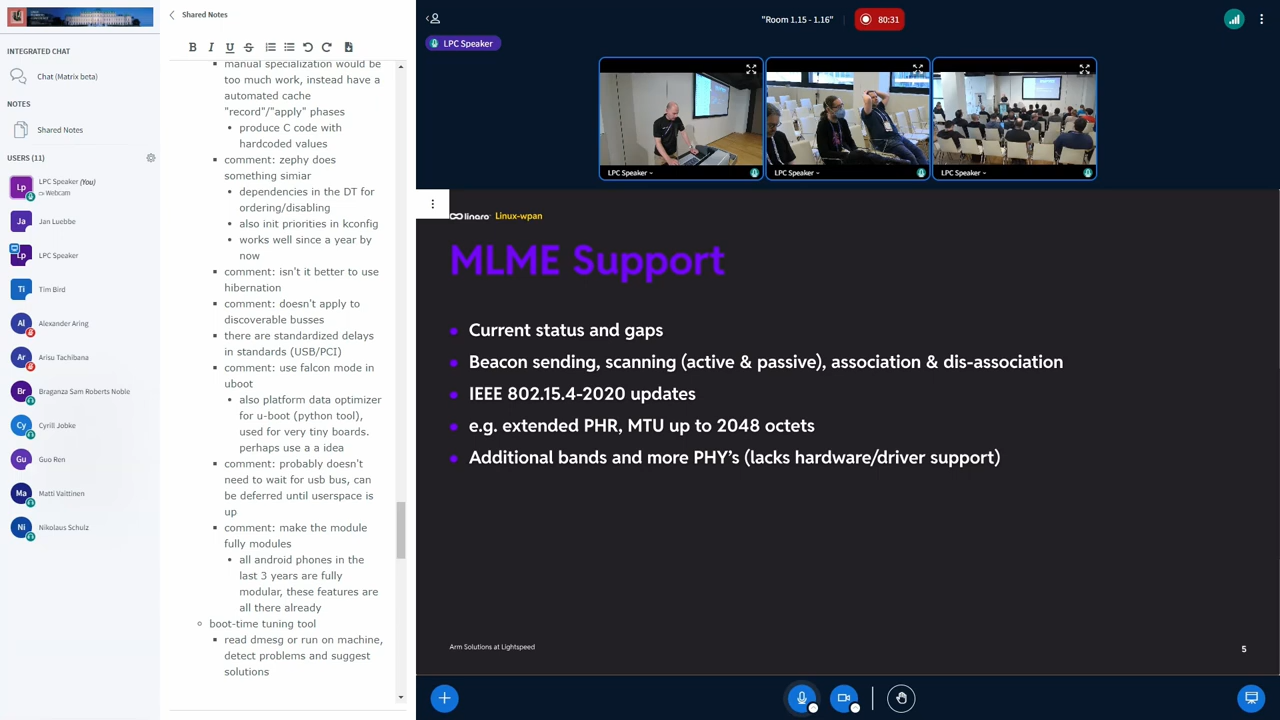 INTEGRATED CHAT
Chat (Matrix beta)
NOTES
Shared Notes
USERS (11)
Lp
LPC Speaker (You)
Webcam
Ja
Jan Luebbe
Lp
LPC Speaker
Ti
Tim Bird
Al
Alexander Aring
Ar
Arisu Tachibana
Br
Braganza Sam Roberts Noble
Cy
Cyrill Jobke
Gu
Guo Ren
Ma
Matti Vaittinen
Ni
Nikolaus Schulz
Shared Notes
B I U S
manual specialization would be
too much work, instead have a
automated cache
"record"/"apply" phases
produce C code with
hardcoded values
comment: zephy does
something simiar
dependencies in the DT for
ordering/disabling
also init priorities in kconfig
works well since a year by
now
comment: isn't it better to use
hibernation
comment: doesn't apply to
discoverable busses
there are standardized delays
in standards (USB/PCI)
comment: use falcon mode in
uboot
also platform data optimizer
for u-boot (python tool),
used for very tiny boards.
perhaps use a a idea
comment: probably doesn't
need to wait for usb bus, can
be deferred until userspace is
up
comment: make the module
fully modules
all android phones in the
last 3 years are fully
modular, these features are
all there already
boot-time tuning tool
read dmesg or run on machine,
detect problems and suggest
solutions
"Room 1.15 - 1.16"
80:31
LPC Speaker
LPC Speaker
LPC Speaker
LPC Speaker
linaro
Linux-wpan
MLME Support
Current status and gaps
Beacon sending, scanning (active & passive), association & dis-association
IEEE 802.15.4-2020 updates
e.g. extended PHR, MTU up to 2048 octets
Additional bands and more PHY's (lacks hardware/driver support)
Arm Solutions at Lightspeed
5